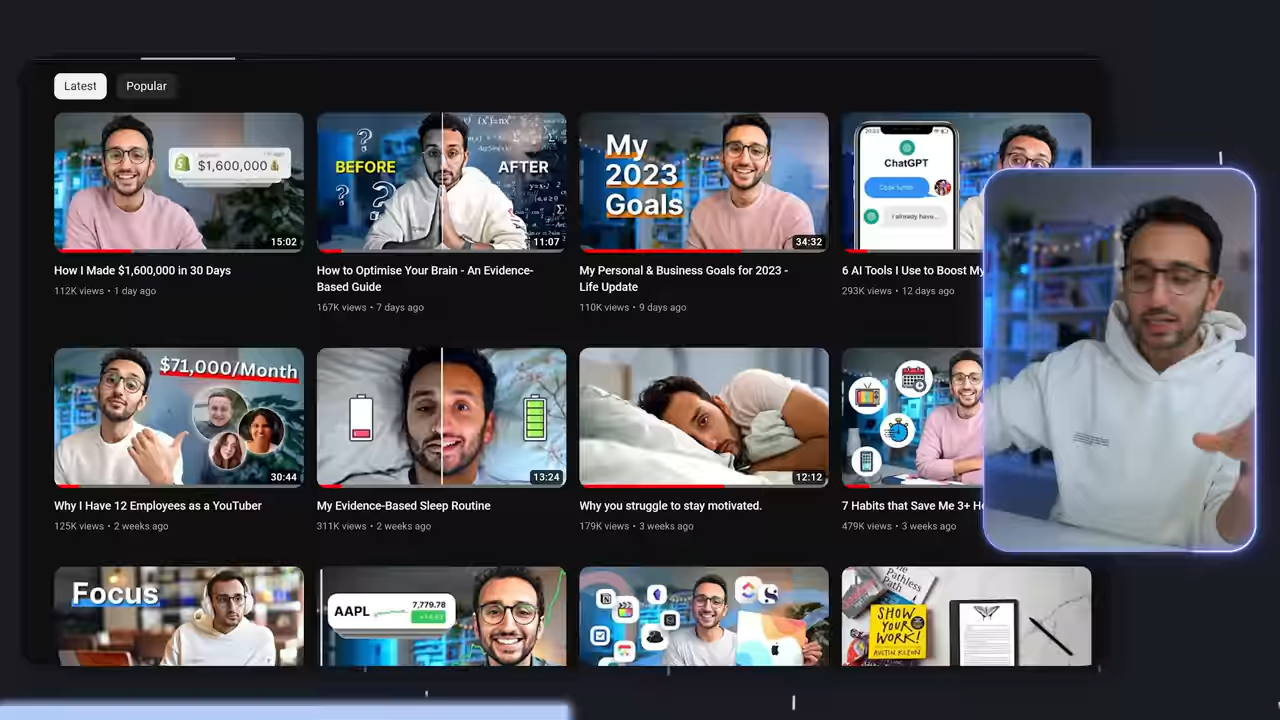 Latest
Popular
$1,600,000
15:02
BEFORE
AFTER
11:07
My
2023
Goals
34:32
ChatGPT
I already have...
How I Made $1,600,000 in 30 Days
112K views • 1 day ago
How to Optimise Your Brain - An Evidence-
Based Guide
167K views • 7 days ago
My Personal & Business Goals for 2023 -
Life Update
110K views • 9 days ago
6 AI Tools I Use to Boost My
293K views • 12 days ago
$71,000/Month
30:44
13:24
12:12
Why I Have 12 Employees as a YouTuber
125K views • 2 weeks ago
My Evidence-Based Sleep Routine
311K views • 2 weeks ago
Why you struggle to stay motivated.
179K views • 3 weeks ago
7 Habits that Save Me 3+ H
479K views • 3 weeks ago
Focus
AAPL
7,779.78
The
Pathless
Path
SHOW
YOUR
WORK!
AUSTIN KLEON